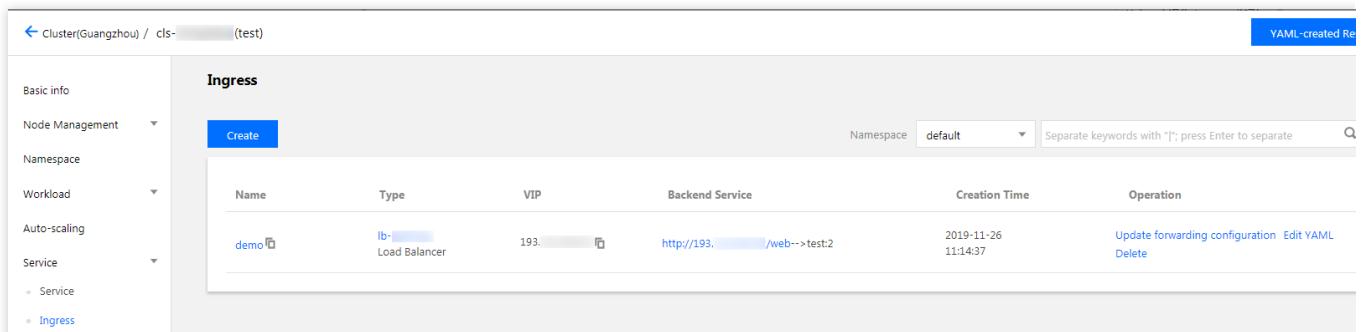 Cluster(Guangzhou) / cls- (test)
YAML-created Re
Basic info
Node Management
Namespace
Workload
Auto-scaling
Service
Service
Ingress
Ingress
Create
Namespace default Separate keywords with "|"; press Enter to separate
Name Type VIP Backend Service Creation Time Operation
demo lb- 193. http://193. /web-->test:2 2019-11-26 Update forwarding configuration Edit YAML
Load Balancer 11:14:37 Delete